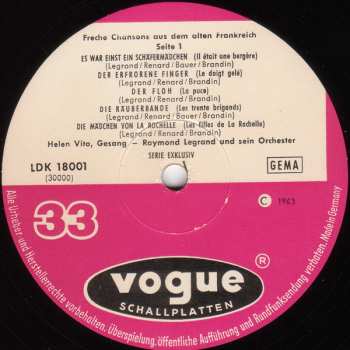 Freche Chansons aus dem alten Frankreich
Seite 1
ES WAR EINST EIN SCHÄFERMÄDCHEN (Il était une bergère)
(Legrand/Renard/Bauer/Brandin)
DER ERFRORENE FINGER (Le doigt gelé)
(Legrand/Renard/Brandin)
DER FLOH (La puce)
(Legrand/Renard/Bauer/Brandin)
DIE RÄUBERBANDE (Les trente brigands)
(Legrand/Renard/Brandin)
DIE MÄDCHEN VON LA ROCHELLE (Les filles de La Rochelle)
(Legrand/Renard/Brandin)
Helen Vita, Gesang – Raymond Legrand und sein Orchester
LDK 18001
(30000)
SERIE EXKLUSIV
A
GEMA
33
C 1963
vogue ®
SCHALLPLATTEN
Alle Urheber und Herstellerrechte vorbehalten. Überspielung, öffentliche Aufführung und Rundfunksendung verboten. Made in Germany